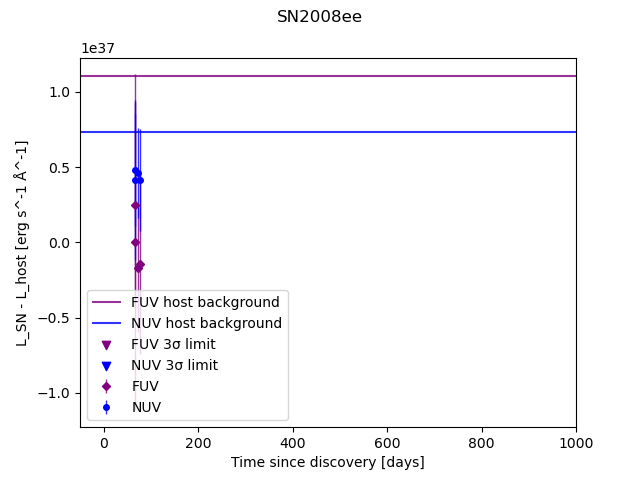 SN2008ee
1e37
1.0
0.5
0.0
−0.5
−1.0
L_SN - L_host [erg s^-1 Å^-1]
FUV host background
NUV host background
FUV 3σ limit
NUV 3σ limit
FUV
NUV
0 200 400 600 800 1000
Time since discovery [days]